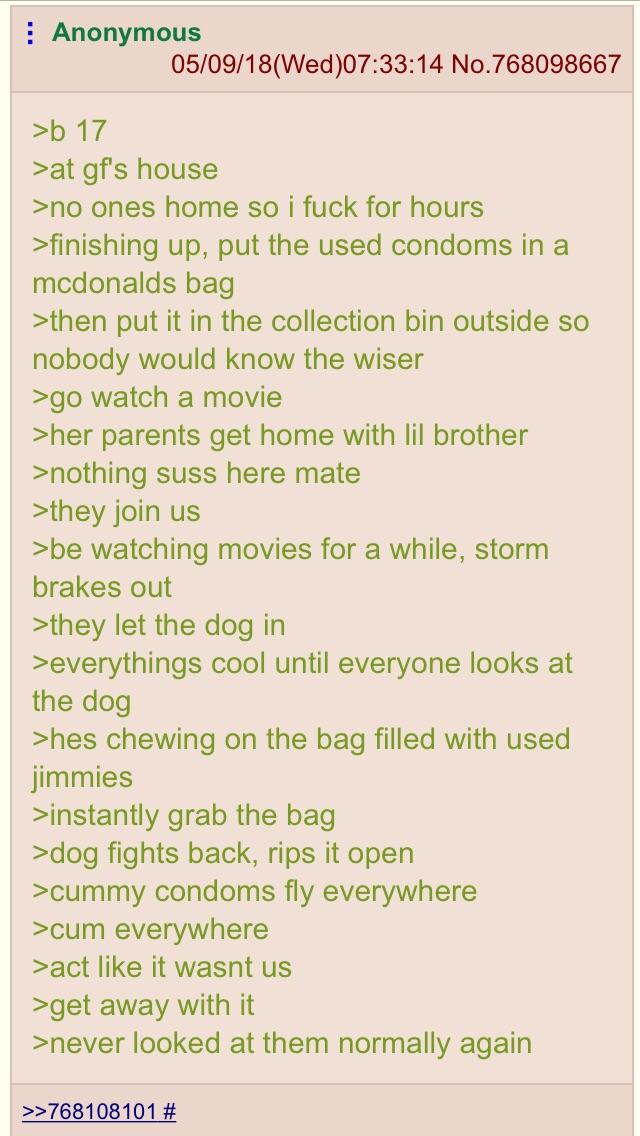 Anonymous
05/09/18(Wed)07:33:14 No.768098667
>b 17
>at gf's house
>no ones home so i fuck for hours
>finishing up, put the used condoms in a
mcdonalds bag
>then put it in the collection bin outside so
nobody would know the wiser
>go watch a movie
>her parents get home with lil brother
>nothing suss here mate
>they join us
>be watching movies for a while, storm
brakes out
>they let the dog in
>everythings cool until everyone looks at
the dog
>hes chewing on the bag filled with used
jimmies
>instantly grab the bag
>dog fights back, rips it open
>cummy condoms fly everywhere
>cum everywhere
>act like it wasnt us
>get away with it
>never looked at them normally again
>>768108101 #